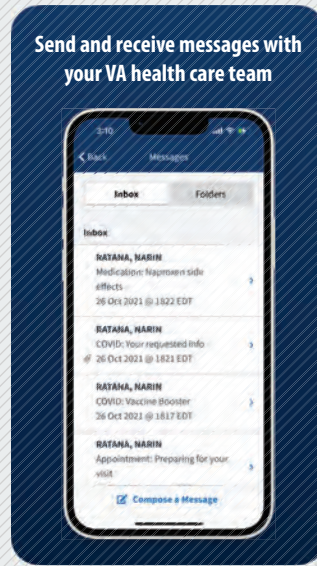 Send and receive messages with
your VA health care team
3:10
Back Messages
Inbox Folders
Inbox
RATANA, NARIN
Medication: Naproxen side
effects
26 Oct 2021 @ 1822 EDT
RATANA, NARIN
COVID: Your requested info
26 Oct 2021 @ 1821 EDT
RATANA, NARIN
COVID: Vaccine Booster
26 Oct 2021 @ 1817 EDT
RATANA, NARIN
Appointment: Preparing for your
visit
Compose a Message